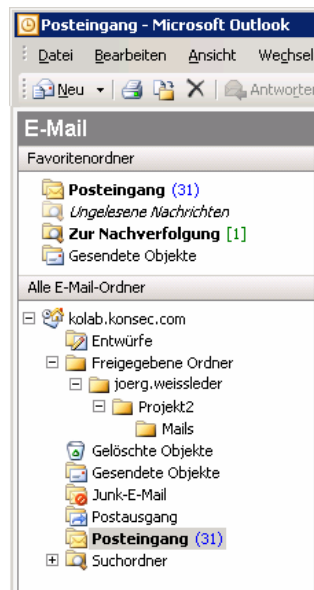 Posteingang - Microsoft Outlook
Datei Bearbeiten Ansicht Wechsel
Neu Antworten
E-Mail
Favoritenordner
Posteingang (31)
Ungelesene Nachrichten
Zur Nachverfolgung [1]
Gesendete Objekte
Alle E-Mail-Ordner
kolab.konsec.com
Entwürfe
Freigegebene Ordner
joerg.weissleder
Projekt2
Mails
Gelöschte Objekte
Gesendete Objekte
Junk-E-Mail
Postausgang
Posteingang (31)
Suchordner